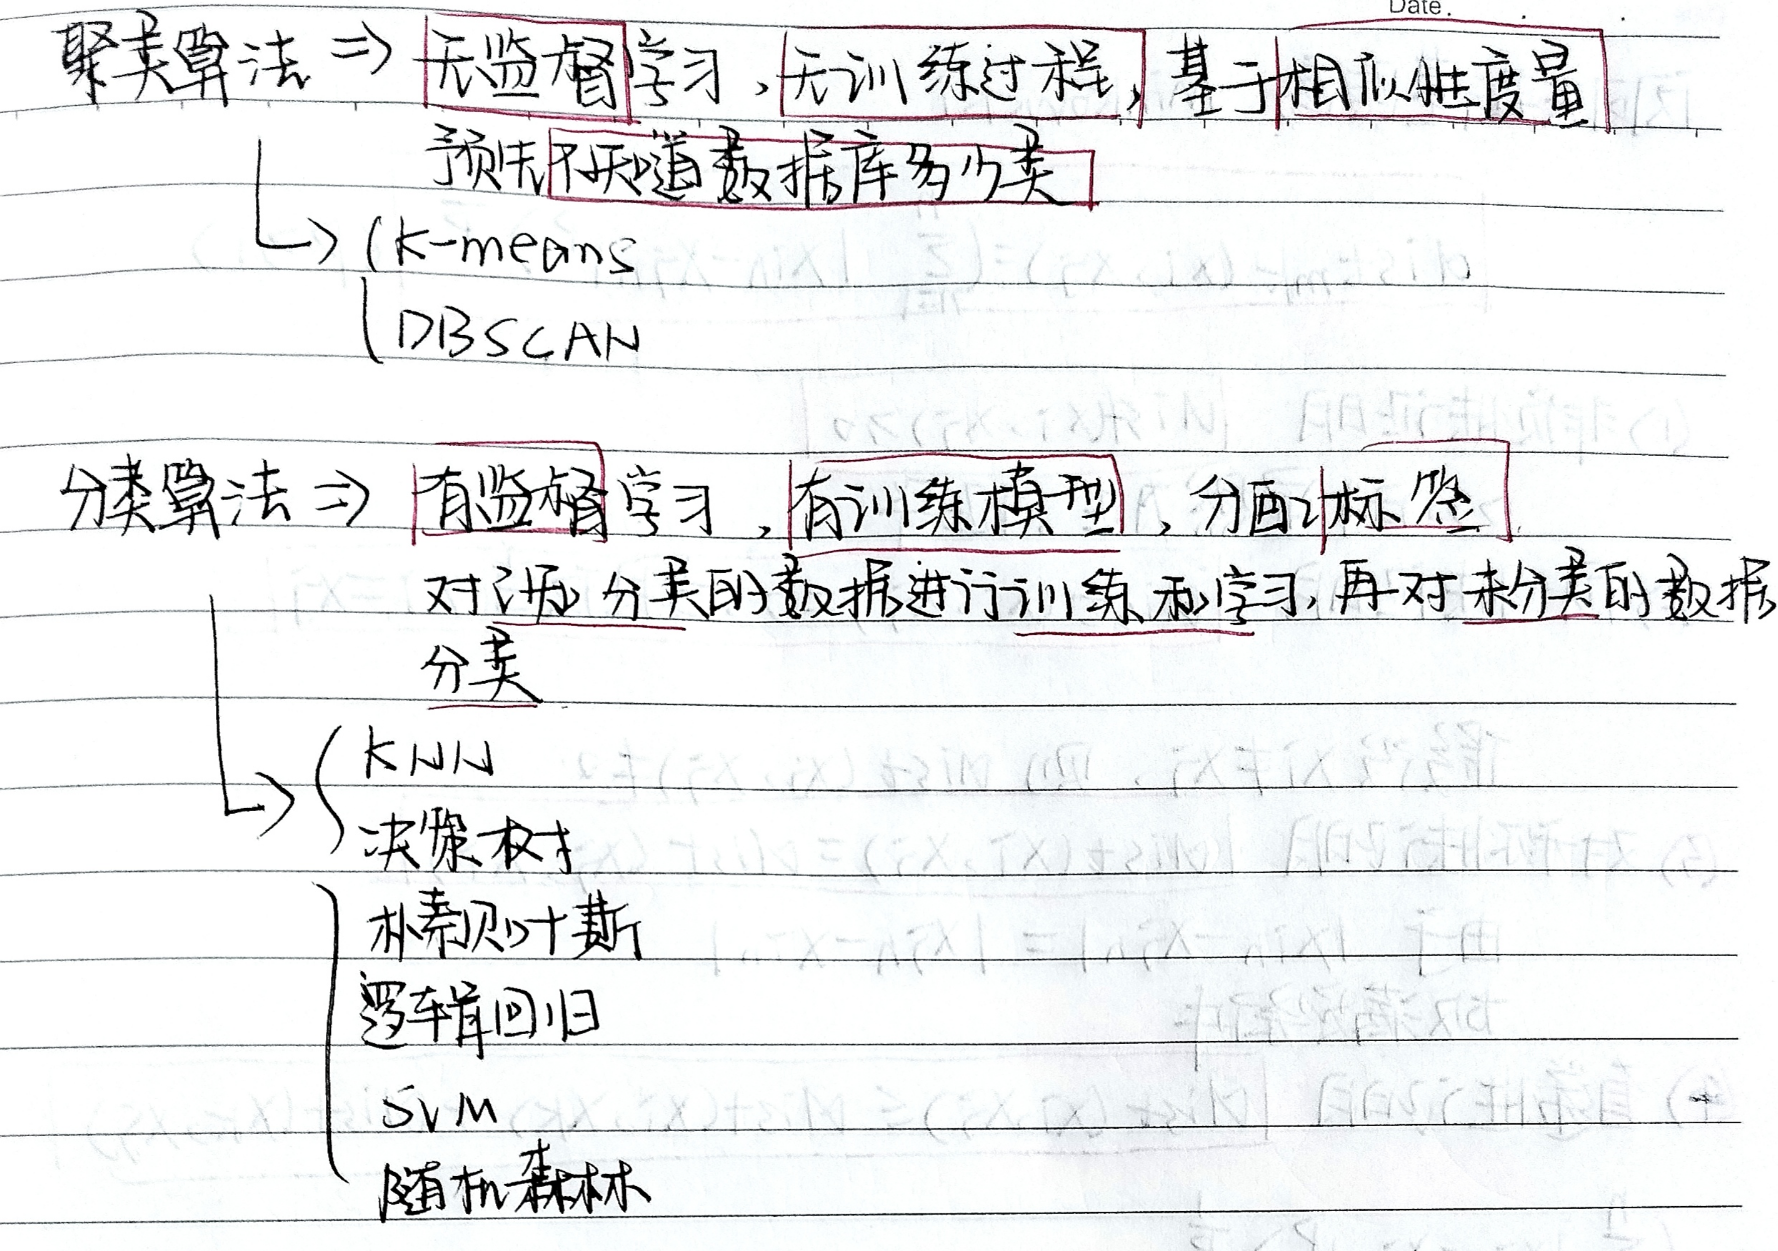 Date.
聚类算法 => 无监督学习，无训练过程，基于相似性度量
预先不知道数据库多少类
K-means
DBSCAN
分类算法 => 有监督学习，有训练模型，分配标签
对 分类的数据进行训练和学习，再对未分类的数据
分类
KNN
决策树
朴素贝叶斯
逻辑回归
SVM
随机森林